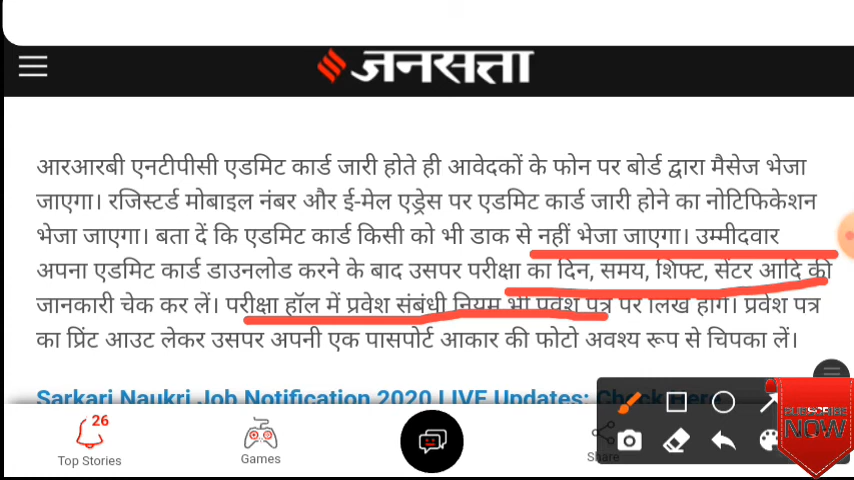 जनसत्ता
आरआरबी एनटीपीसी एडमिट कार्ड जारी होते ही आवेदकों के फोन पर बोर्ड द्वारा मैसेज भेजा
जाएगा। रजिस्टर्ड मोबाइल नंबर और ई-मेल एड्रेस पर एडमिट कार्ड जारी होने का नोटिफिकेशन
भेजा जाएगा। बता दें कि एडमिट कार्ड किसी को भी डाक से नहीं भेजा जाएगा। उम्मीदवार
अपना एडमिट कार्ड डाउनलोड करने के बाद उसपर परीक्षा का दिन, समय, शिफ्ट, सेंटर आदि की
जानकारी चेक कर लें। परीक्षा हॉल में प्रवेश संबंधी नियम भी प्रवेश पत्र पर लिखे होंगे। प्रवेश पत्र
का प्रिंट आउट लेकर उसपर अपनी एक पासपोर्ट आकार की फोटो अवश्य रूप से चिपका लें।
Sarkari Naukri Job Notification 2020 LIVE Updates: Check Here
26
Top Stories
Games
Share
SUBSCRIBE
NOW